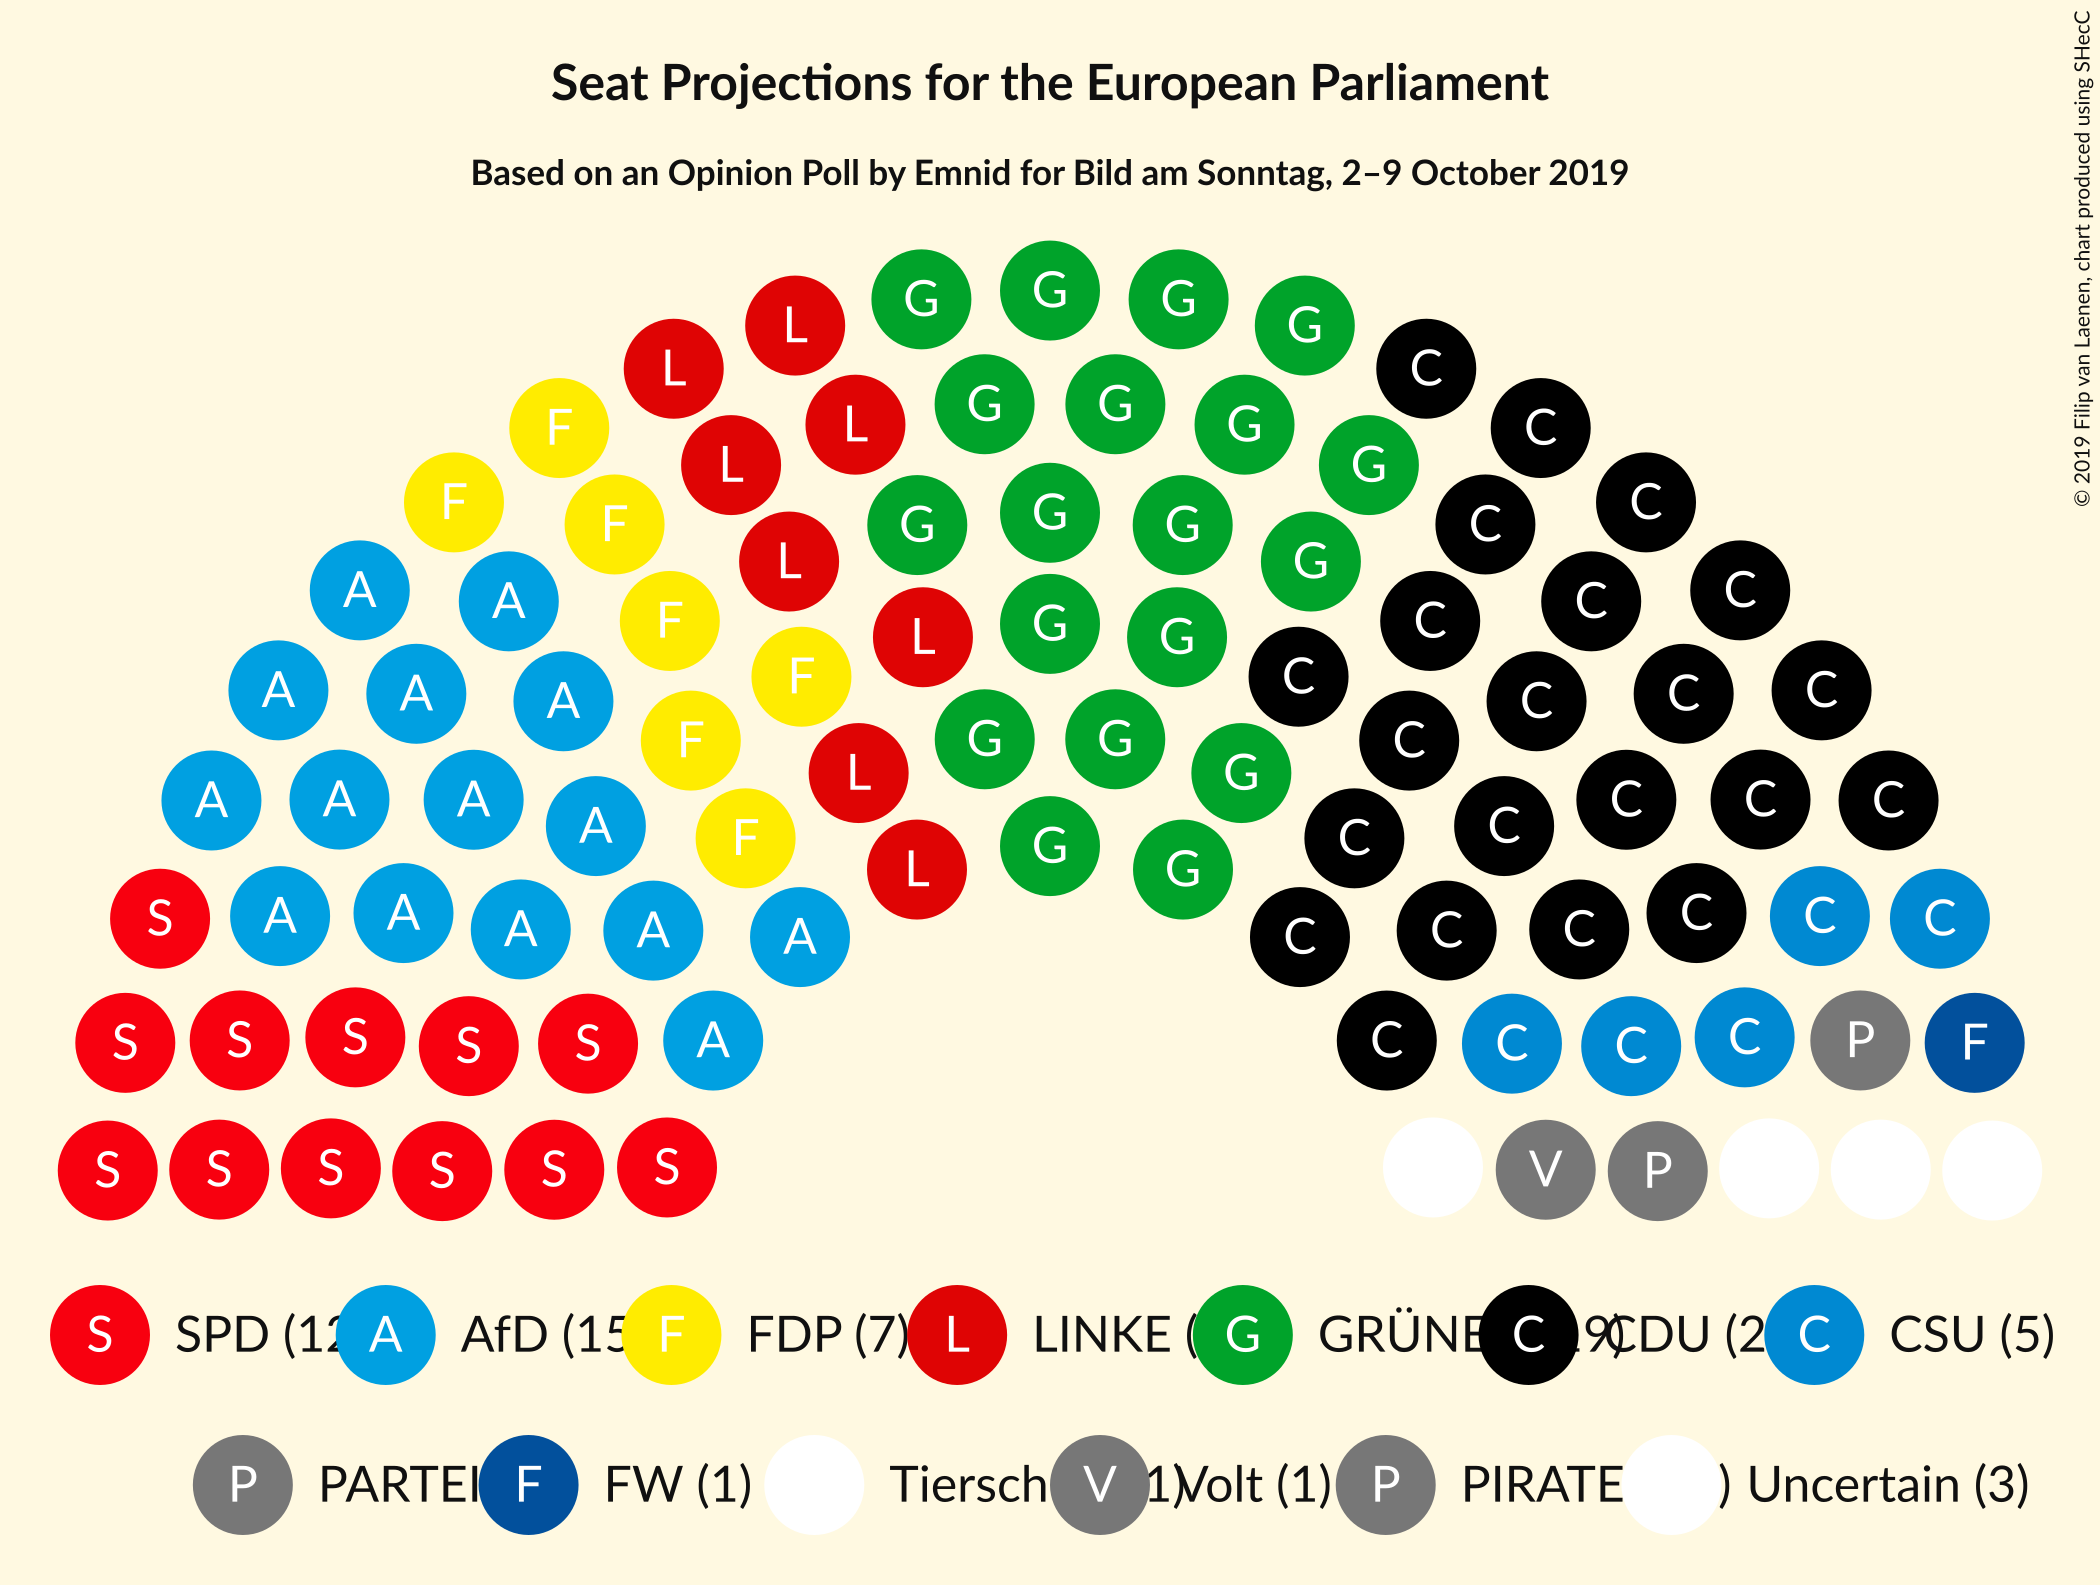 Seat Projections for the European Parliament
Based on an Opinion Poll by Emnid for Bild am Sonntag, 2–9 October 2019
© 2019 Filip van Laenen, chart produced using SHecC
L G G G G
L C
F L G G G C
L G
F F G G G C C
A A L G C C
F L G G C
A A A F C C C C
F G G C
A A A L G C C C
A F G C C
L G
S A A A A A C C C C C C
S S S S S A C C C C P F
S S S S S S V P
S SPD (12 A AfD (15 F FDP (7) L LINKE ( G GRÜNE C 9) CDU (2 C CSU (5)
P PARTEI F FW (1) Tiersch V 1) Volt (1) P PIRATE ) Uncertain (3)